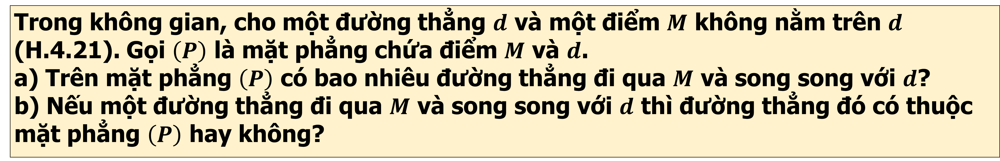 Trong không gian, cho một đường thẳng d và một điểm M không nằm trên d
(H.4.21). Gọi (P) là mặt phẳng chứa điểm M và d.
a) Trên mặt phẳng (P) có bao nhiêu đường thẳng đi qua M và song song với d?
b) Nếu một đường thẳng đi qua M và song song với d thì đường thẳng đó có thuộc
mặt phẳng (P) hay không?